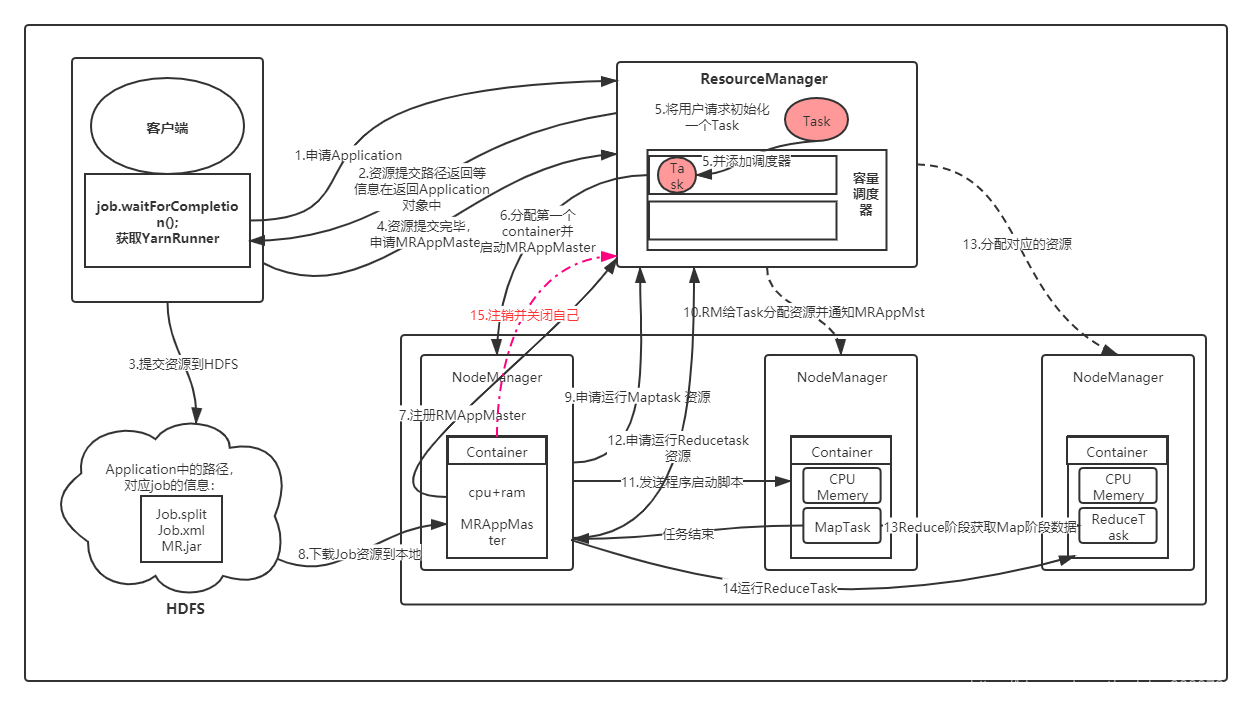 客户端
job.waitForCompletio
n();
获取YarnRunner
1.申请Application
2.资源提交路径返回等
信息在返回Application
对象中
4.资源提交完毕，
申请MRAppMaste
3.提交资源到HDFS
ResourceManager
5.将用户请求初始化
一个Task
Task
5.并添加调度器
Ta
sk
容量
调度
器
6.分配第一个
container并
启动MRAppMaster
13.分配对应的资源
15.注销并关闭自己
10.RM给Task分配资源并通知MRAppMst
NodeManager
NodeManager
NodeManager
7.注册RMAppMaster
9.申请运行Maptask 资源
12.申请运行Reducetask
资源
Container
cpu+ram
MRAppMas
ter
11.发送程序启动脚本
Container
CPU
Memery
MapTask
Container
CPU
Memery
ReduceT
ask
任务结束
13Reduce阶段获取Map阶段数据
14运行ReduceTask
8.下载Job资源到本地
Application中的路径，
对应job的信息：
Job.split
Job.xml
MR.jar
HDFS